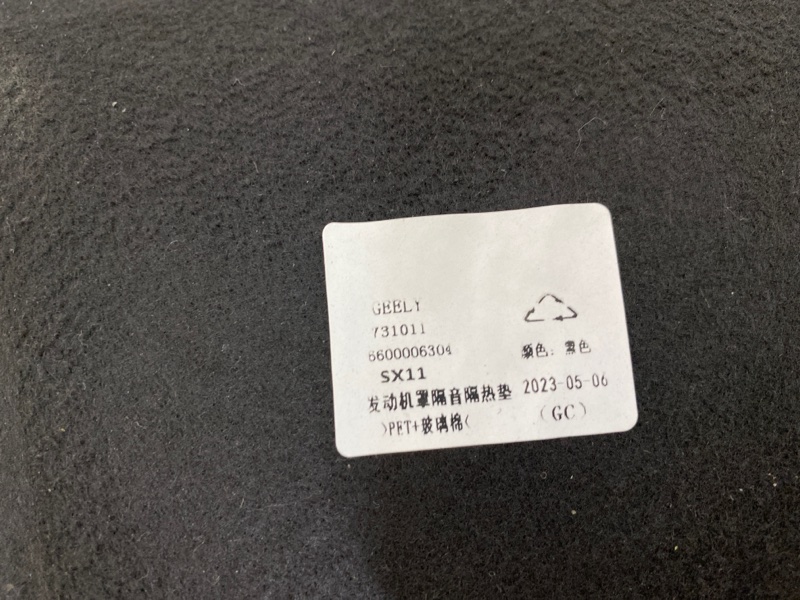 GEELY
731011
6600006304
颜色：黑色
SX11
发动机罩隔音隔热垫
2023-05-06
>PET+玻璃棉<
(GC)